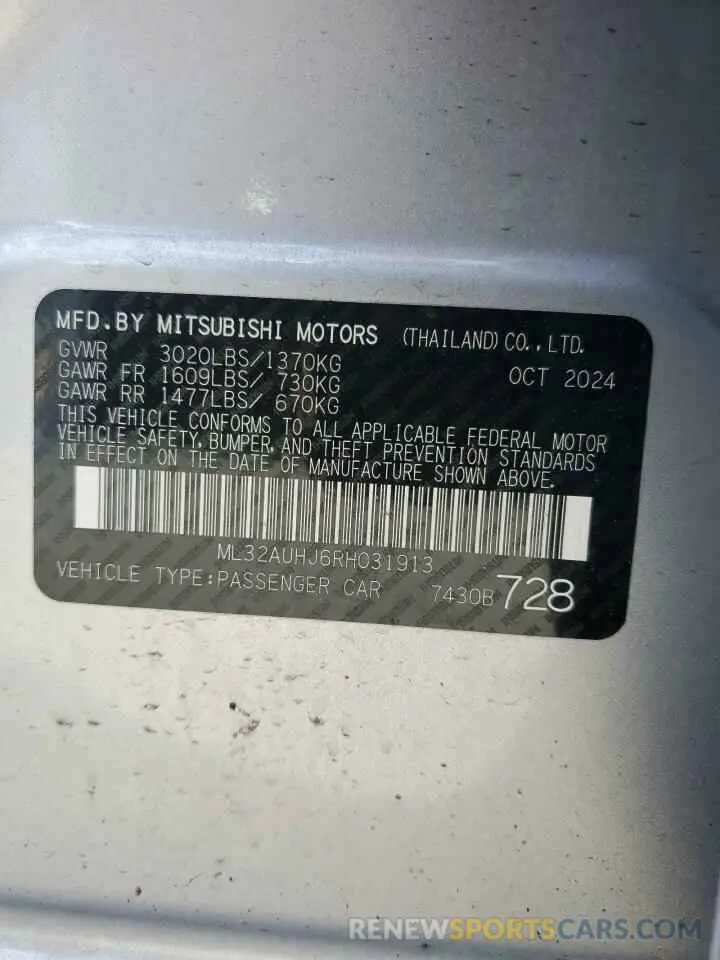 MFD.BY MITSUBISHI MOTORS (THAILAND) CO., LTD.
GVWR 3020LBS/1370KG OCT 2024
GAWR FR 1609LBS/ 730KG
GAWR RR 1477LBS/ 670KG
THIS VEHICLE CONFORMS TO ALL APPLICABLE FEDERAL MOTOR
VEHICLE SAFETY, BUMPER, AND THEFT PREVENTION STANDARDS
IN EFFECT ON THE DATE OF MANUFACTURE SHOWN ABOVE.
ML32AUHJ6RH031913
VEHICLE TYPE:PASSENGER CAR 7430B 728
RENEWSPORTSCARS.COM